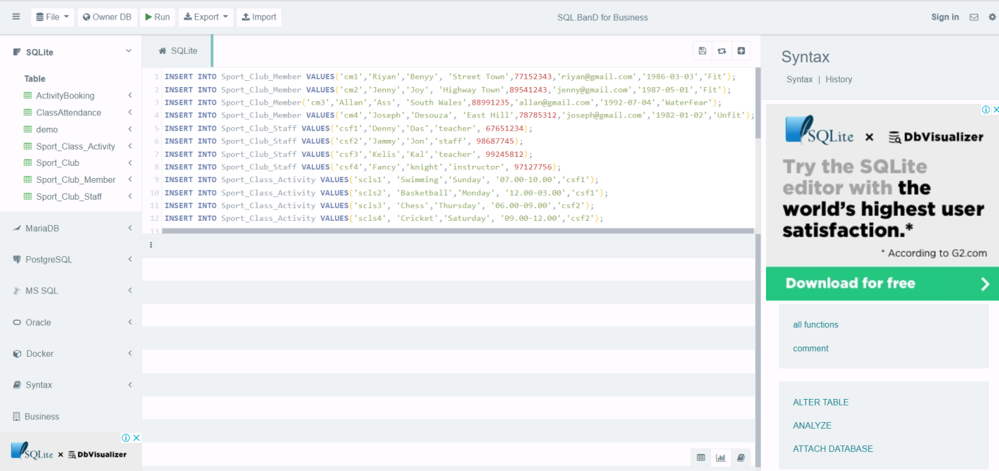 File Owner DB Run Export Import SQL.BanD for Business Sign in
SQLite
Table
ActivityBooking
ClassAttendance
demo
Sport_Class_Activity
Sport_Club
Sport_Club_Member
Sport_Club_Staff
MariaDB
PostgreSQL
MS SQL
Oracle
Docker
Syntax
Business
SQLite × DbVisualizer
SQLite
1 INSERT INTO Sport_Club_Member VALUES('cm1','Riyan','Benyy', 'Street Town',77152343,'riyan@gmail.com','1986-03-03','Fit');
2 INSERT INTO Sport_Club_Member VALUES('cm2','Jenny','Joy', 'Highway Town',89541243,'jenny@gmail.com','1987-05-01','Fit');
3 INSERT INTO Sport_Club_Member('cm3','Allan','Ass', 'South Wales',88991235,'allan@gmail.com','1992-07-04','WaterFear');
4 INSERT INTO Sport_Club_Member VALUES('cm4','Joseph','Desouza', 'East Hill',78785312,'joseph@gmail.com','1982-01-02','Unfit');
5 INSERT INTO Sport_Club_Staff VALUES('csf1','Denny','Das','teacher', 67651234);
6 INSERT INTO Sport_Club_Staff VALUES('csf2','Jammy','Jon','staff', 98687745);
7 INSERT INTO Sport_Club_Staff VALUES('csf3','Kelis','Kal','teacher', 99245812);
8 INSERT INTO Sport_Club_Staff VALUES('csf4','Fancy','knight','instructor', 97127756);
9 INSERT INTO Sport_Class_Activity VALUES('scls1', 'Swimming','Sunday', '07.00-10.00','csf1');
10 INSERT INTO Sport_Class_Activity VALUES('scls2', 'Basketball','Monday', '12.00-03.00','csf1');
11 INSERT INTO Sport_Class_Activity VALUES('scls3', 'Chess','Thursday', '06.00-09.00','csf2');
12 INSERT INTO Sport_Class_Activity VALUES('scls4', 'Cricket','Saturday', '09.00-12.00','csf2');
13
Syntax
Syntax | History
SQLite × DbVisualizer
Try the SQLite
editor with the
world's highest user
satisfaction.*
* According to G2.com
Download for free
all functions
comment
ALTER TABLE
ANALYZE
ATTACH DATABASE